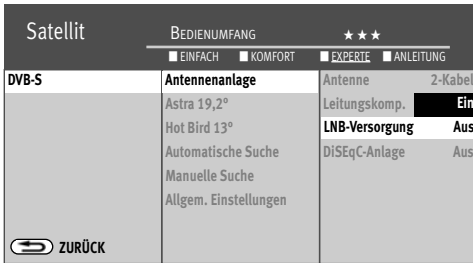 Satellit BEDIENUMFANG ★★★
EINFACH KOMFORT EXPERTE ANLEITUNG
DVB-S Antennenanlage Antenne 2-Kabel
Astra 19,2° Leitungskomp. Ein
Hot Bird 13° LNB-Versorgung Aus
Automatische Suche DiSEqC-Anlage Aus
Manuelle Suche
Allgem. Einstellungen
ZURÜCK